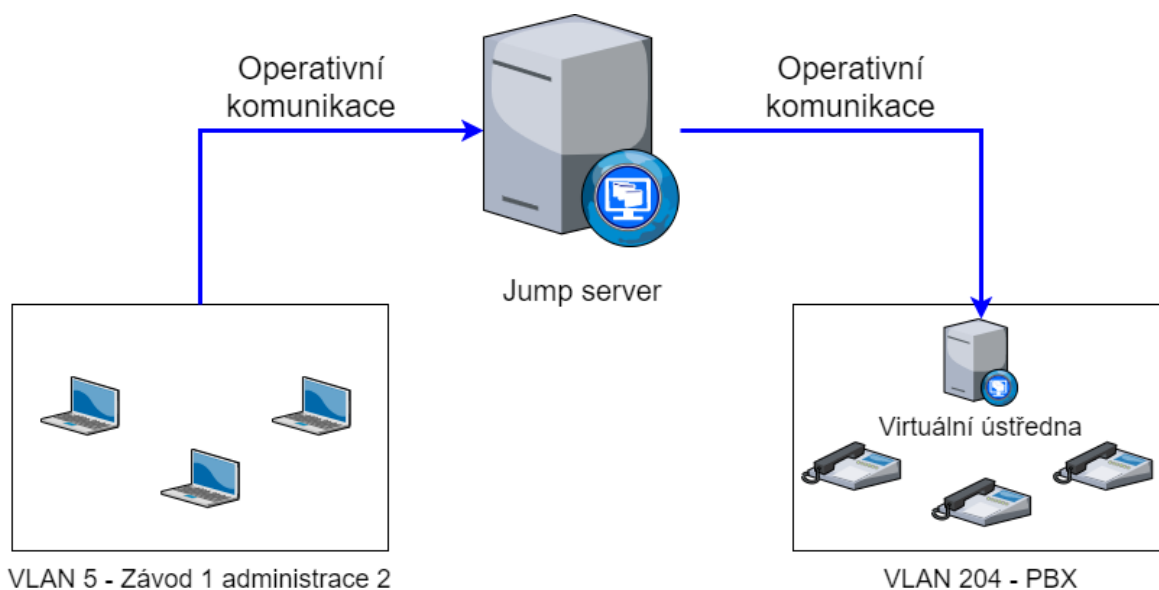 Operativní
komunikace
Operativní
komunikace
Jump server
Virtuální ústředna
VLAN 5 - Závod 1 administrace 2
VLAN 204 - PBX